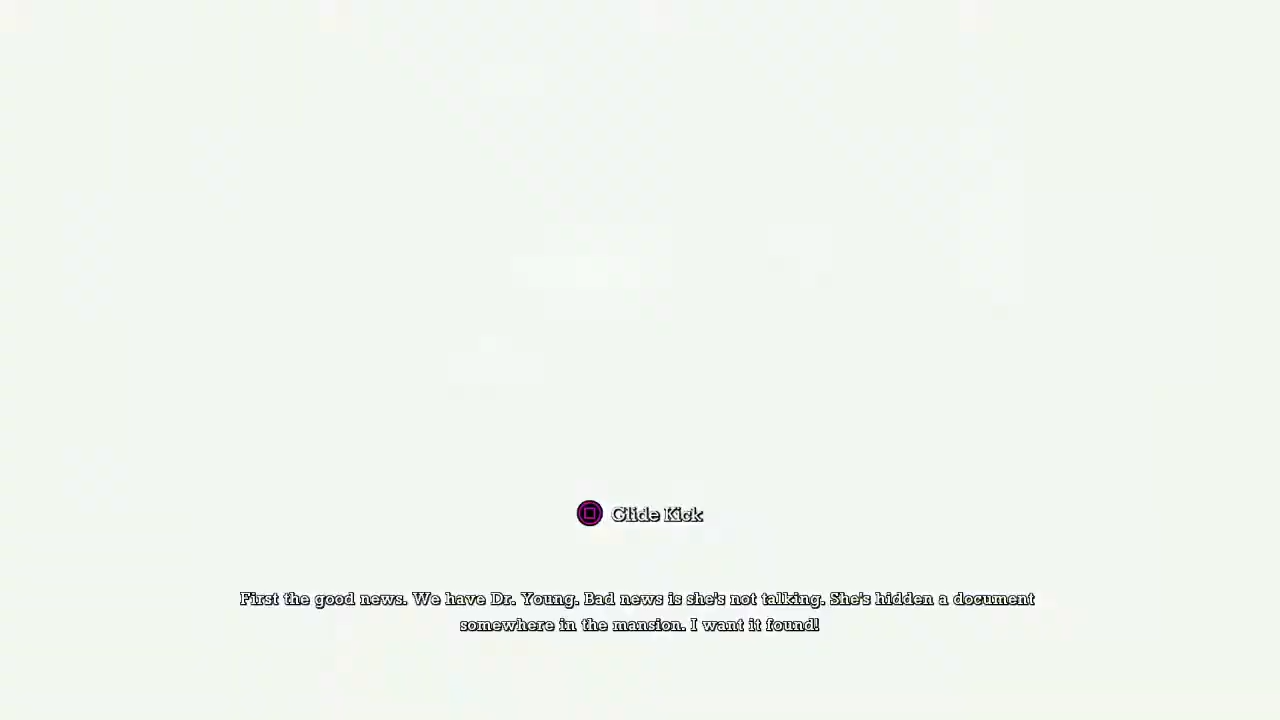 Glide Kick
First the good news. We have Dr. Young. Bad news is she's not talking. She's hidden a document
somewhere in the mansion. I want it found!